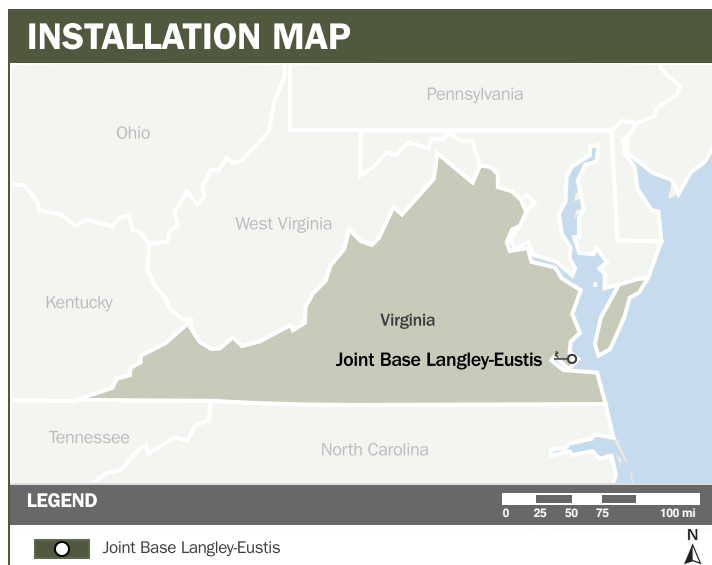 INSTALLATION MAP
Pennsylvania
Ohio
West Virginia
Kentucky
Virginia
Joint Base Langley-Eustis
Tennessee
North Carolina
LEGEND
0 25 50 75 100 mi
Joint Base Langley-Eustis
N